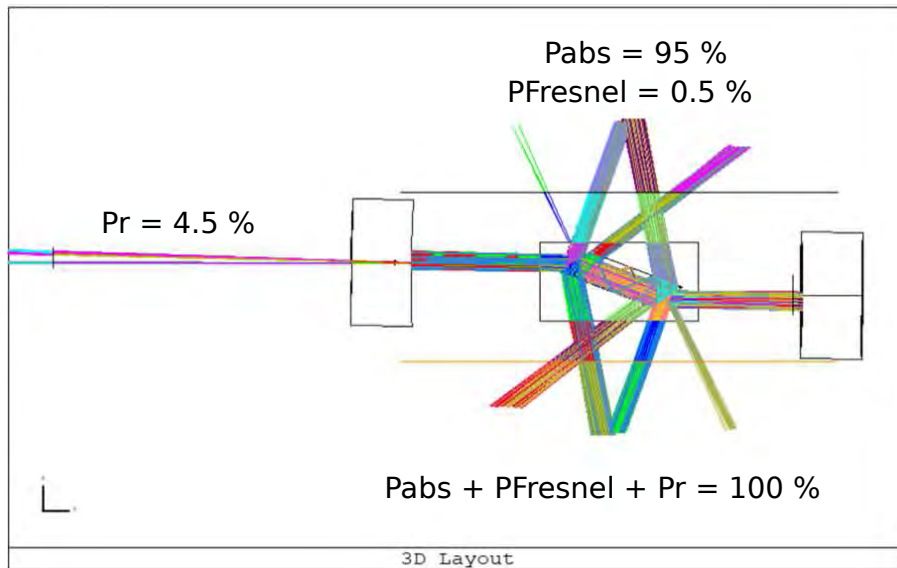 Pabs = 95 %
PFresnel = 0.5 %
Pr = 4.5 %
Pabs + PFresnel + Pr = 100 %
3D Layout